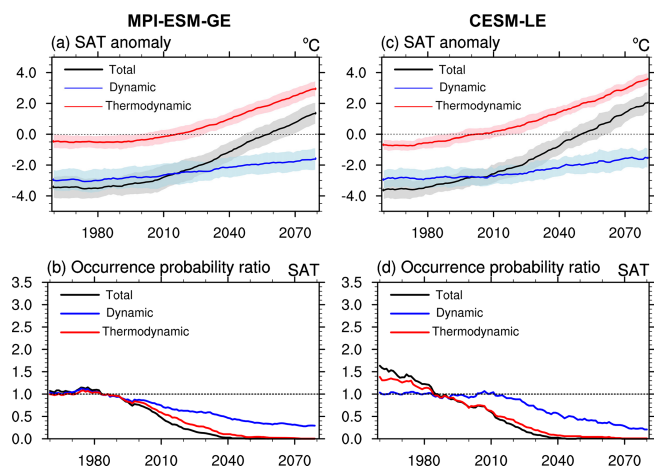 MPI-ESM-GE
CESM-LE
(a) SAT anomaly
ºC
(c) SAT anomaly
ºC
4.0
2.0
0.0
-2.0
-4.0
Total
Dynamic
Thermodynamic
1980
2010
2040
2070
4.0
2.0
0.0
-2.0
-4.0
Total
Dynamic
Thermodynamic
1980
2010
2040
2070
(b) Occurrence probability ratio
SAT
(d) Occurrence probability ratio
SAT
3.5
3.0
2.5
2.0
1.5
1.0
0.5
0.0
Total
Dynamic
Thermodynamic
1980
2010
2040
2070
3.5
3.0
2.5
2.0
1.5
1.0
0.5
0.0
Total
Dynamic
Thermodynamic
1980
2010
2040
2070